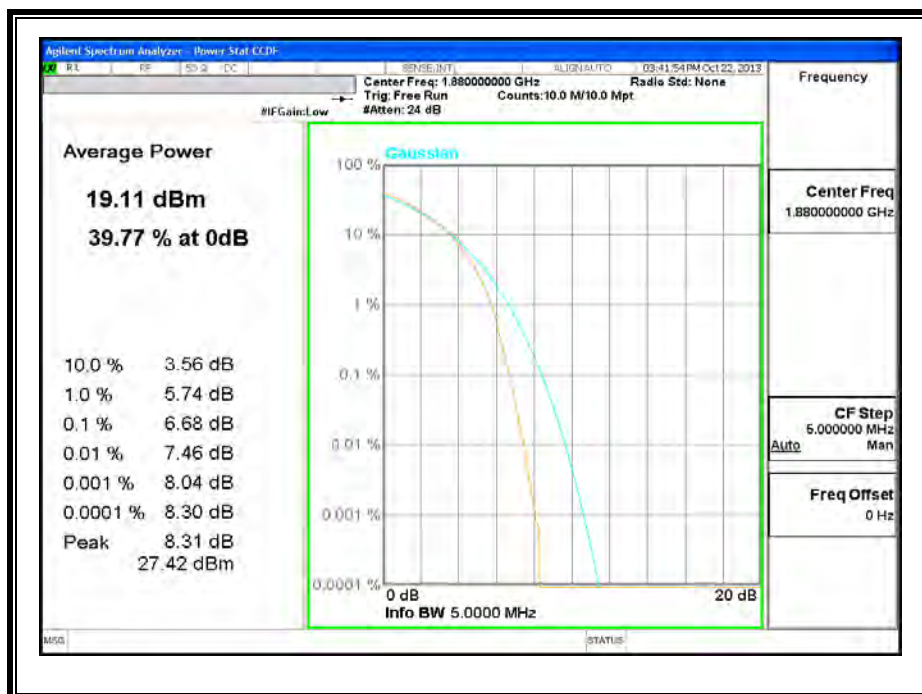 Agilent Spectrum Analyzer - Power Stat CCDF
RL RF 50 Ω DC SENSE:INT ALIGN AUTO 03:41:54 PM Oct 22, 2013
Center Freq: 1.880000000 GHz Radio Std: None
Trig: Free Run Counts:10.0 M/10.0 Mpt
#IFGain:Low #Atten: 24 dB
Frequency
Average Power
19.11 dBm
39.77 % at 0dB
10.0 % 3.56 dB
1.0 % 5.74 dB
0.1 % 6.68 dB
0.01 % 7.46 dB
0.001 % 8.04 dB
0.0001 % 8.30 dB
Peak 8.31 dB
27.42 dBm
Gaussian
100 %
10 %
1 %
0.1 %
0.01 %
0.001 %
0.0001 %
0 dB 20 dB
Info BW 5.0000 MHz
Center Freq
1.880000000 GHz
CF Step
5.000000 MHz
Auto Man
Freq Offset
0 Hz
MSG STATUS